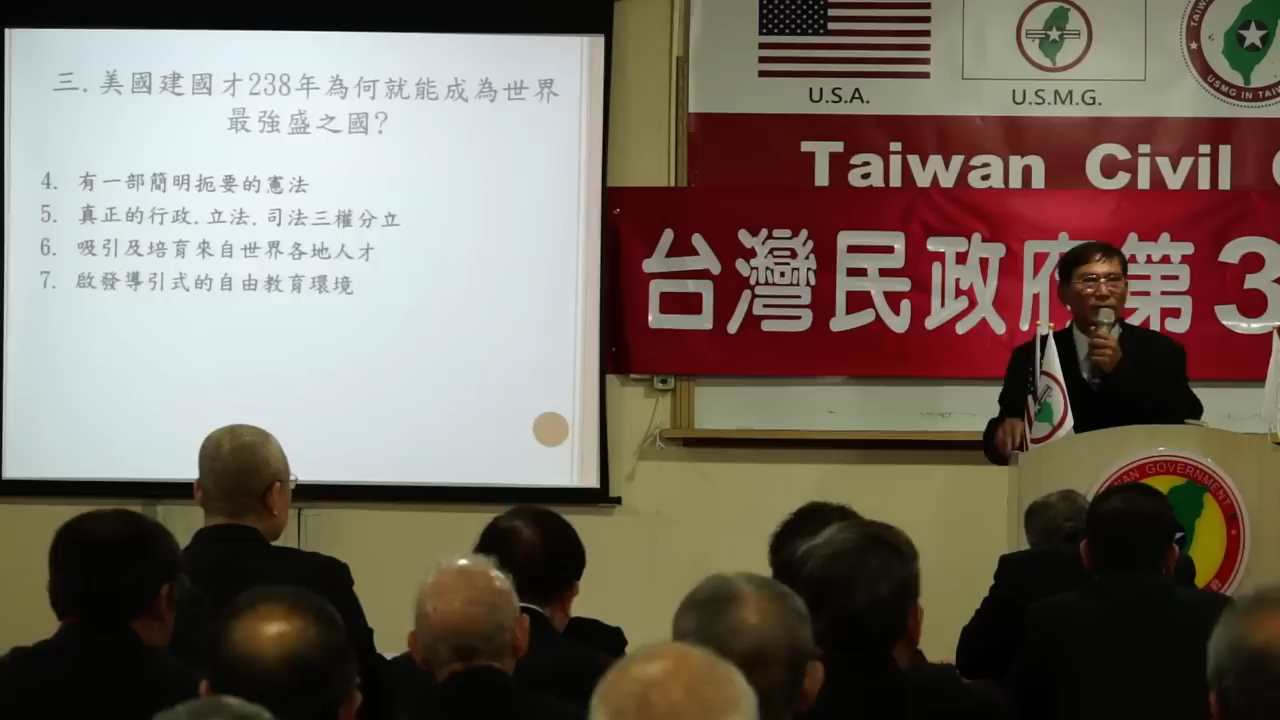 三. 美國建國才238年為何就能成為世界
最強盛之國?
4. 有一部簡明扼要的憲法
5. 真正的行政. 立法. 司法三權分立
6. 吸引及培育來自世界各地人才
7. 啟發導引式的自由教育環境
U.S.A.
U.S.M.G.
USMG IN TAI
Taiwan Civil
台灣民政府第3
GOVERNMENT